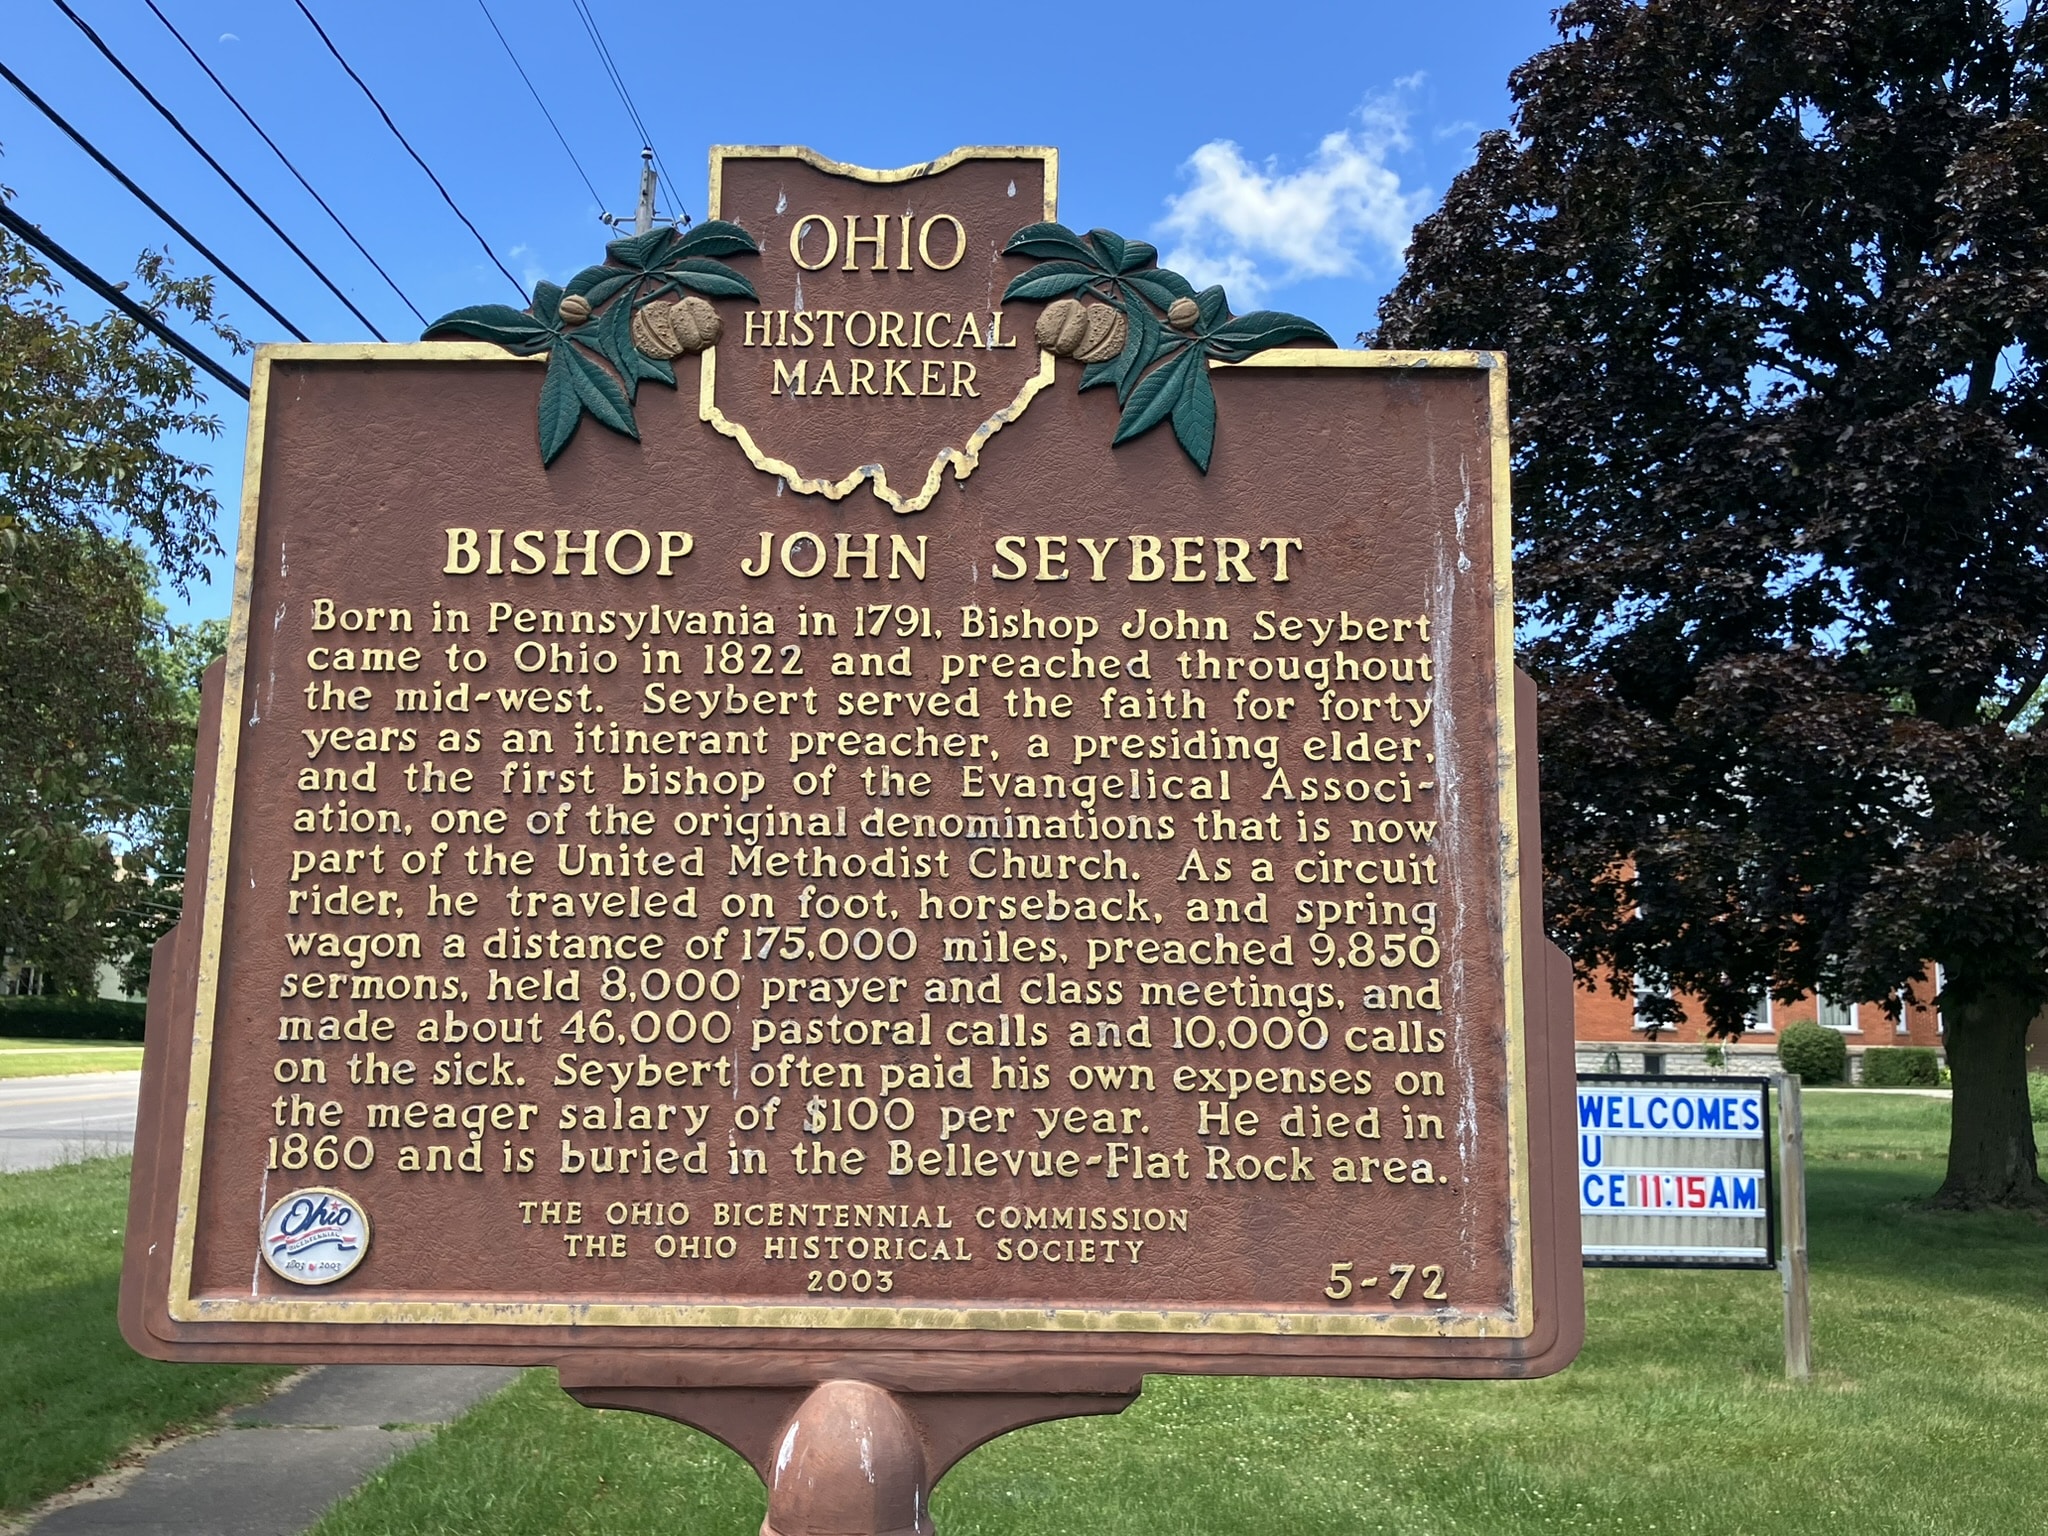 OHIO
HISTORICAL
MARKER
BISHOP JOHN SEYBERT
Born in Pennsylvania in 1791, Bishop John Seybert
came to Ohio in 1822 and preached throughout
the mid-west. Seybert served the faith for forty
years as an itinerant preacher, a presiding elder,
and the first bishop of the Evangelical Associ-
ation, one of the original denominations that is now
part of the United Methodist Church. As a circuit
rider, he traveled on foot, horseback, and spring
wagon a distance of 175,000 miles, preached 9,850
sermons, held 8,000 prayer and class meetings, and
made about 46,000 pastoral calls and 10,000 calls
on the sick. Seybert often paid his own expenses on
the meager salary of $100 per year. He died in
1860 and is buried in the Bellevue-Flat Rock area.
THE OHIO BICENTENNIAL COMMISSION
THE OHIO HISTORICAL SOCIETY
2003
5-72
Ohio
BICENTENNIAL
1803 2003
WELCOMES
U
CE 11:15AM